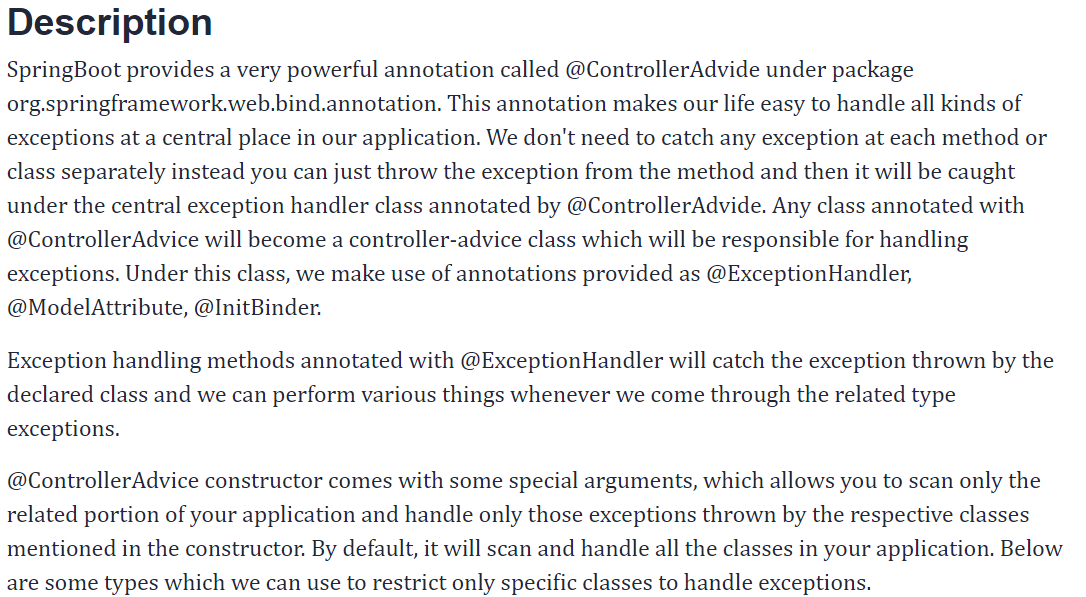 Description
SpringBoot provides a very powerful annotation called @ControllerAdvide under package
org.springframework.web.bind.annotation. This annotation makes our life easy to handle all kinds of
exceptions at a central place in our application. We don't need to catch any exception at each method or
class separately instead you can just throw the exception from the method and then it will be caught
under the central exception handler class annotated by @ControllerAdvide. Any class annotated with
@ControllerAdvice will become a controller-advice class which will be responsible for handling
exceptions. Under this class, we make use of annotations provided as @ExceptionHandler,
@ModelAttribute, @InitBinder.
Exception handling methods annotated with @ExceptionHandler will catch the exception thrown by the
declared class and we can perform various things whenever we come through the related type
exceptions.
@ControllerAdvice constructor comes with some special arguments, which allows you to scan only the
related portion of your application and handle only those exceptions thrown by the respective classes
mentioned in the constructor. By default, it will scan and handle all the classes in your application. Below
are some types which we can use to restrict only specific classes to handle exceptions.